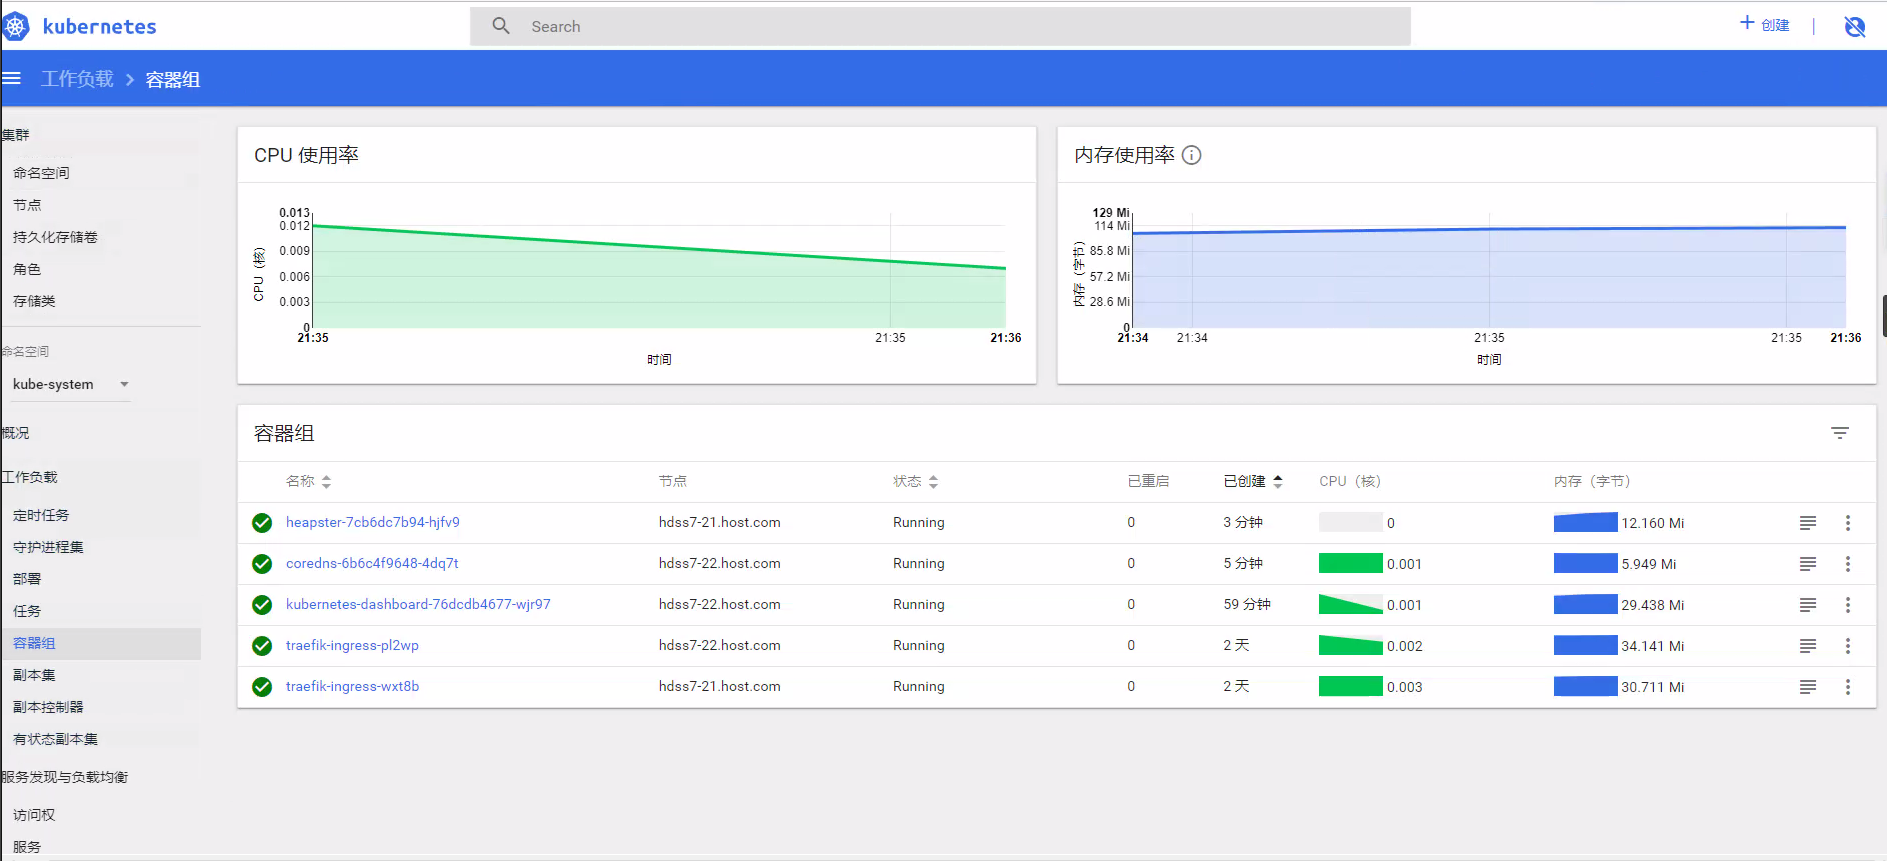 kubernetes
Search
创建
工作负载 容器组
集群
命名空间
节点
持久化存储卷
角色
存储类
命名空间
kube-system
概况
工作负载
定时任务
守护进程集
部署
任务
容器组
副本集
副本控制器
有状态副本集
服务发现与负载均衡
访问权
服务
CPU 使用率
CPU（核）
0.013
0.012
0.009
0.006
0.003
0
21:35 21:35 21:36
时间
内存使用率
内存（字节）
129 Mi
114 Mi
85.8 Mi
57.2 Mi
28.6 Mi
0
21:34 21:34 21:35 21:35 21:36
时间
容器组
名称 节点 状态 已重启 已创建 CPU（核） 内存（字节）
heapster-7cb6dc7b94-hjfv9 hdss7-21.host.com Running 0 3 分钟 0 12.160 Mi
coredns-6b6c4f9648-4dq7t hdss7-22.host.com Running 0 5 分钟 0.001 5.949 Mi
kubernetes-dashboard-76dcdb4677-wjr97 hdss7-22.host.com Running 0 59 分钟 0.001 29.438 Mi
traefik-ingress-pl2wp hdss7-22.host.com Running 0 2 天 0.002 34.141 Mi
traefik-ingress-wxt8b hdss7-21.host.com Running 0 2 天 0.003 30.711 Mi